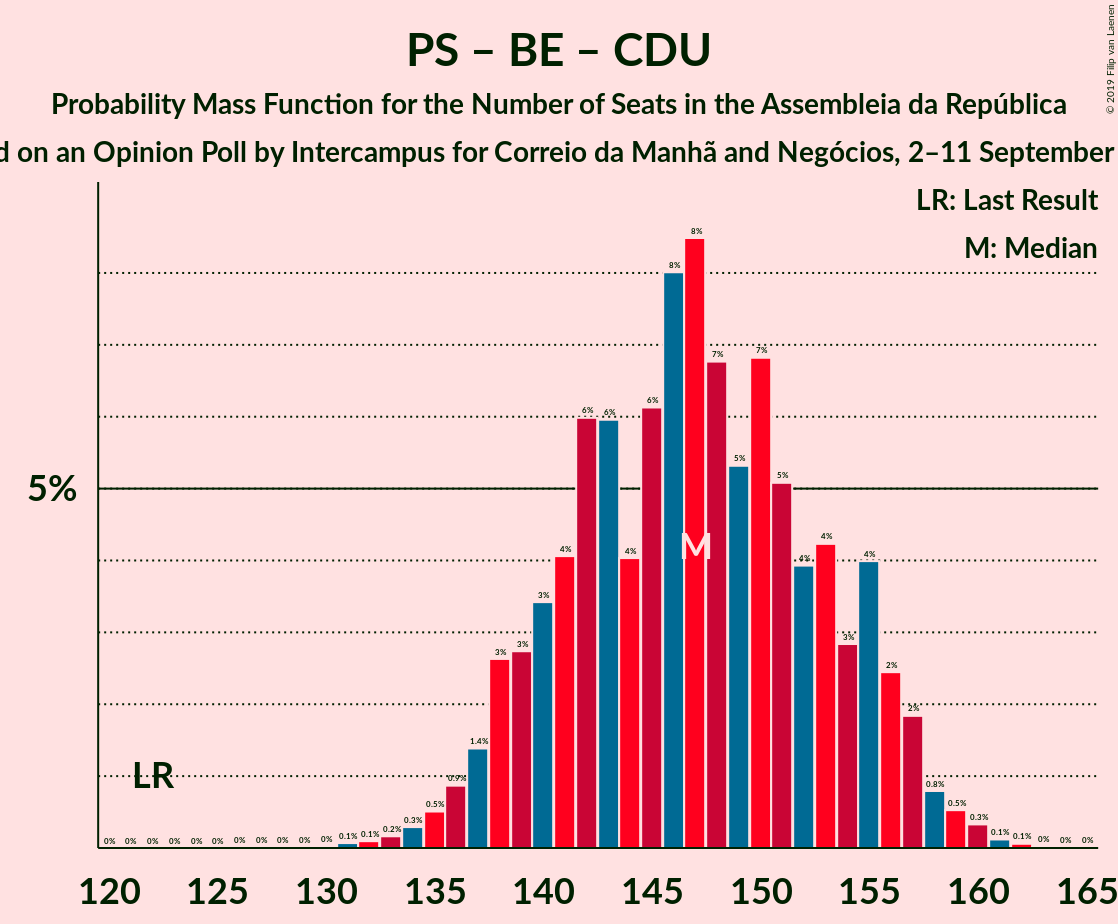 PS – BE – CDU
© 2019 Filip van Laenen
Probability Mass Function for the Number of Seats in the Assembleia da República
on an Opinion Poll by Intercampus for Correio da Manhã and Negócios, 2–11 September
LR: Last Result
M: Median
5%
0% 0% 0% 0% 0% 0% 0% 0% 0% 0% 0% 0.1% 0.1% 0.2% 0.3% 0.5% 0.9% 1.4% 3% 3% 3% 4% 6% 6% 4% 6% 8% 8% 7% 5% 7% 5% 4% 4% 3% 4% 2% 2% 0.8% 0.5% 0.3% 0.1% 0.1% 0% 0% 0%
M
LR
120 125 130 135 140 145 150 155 160 165